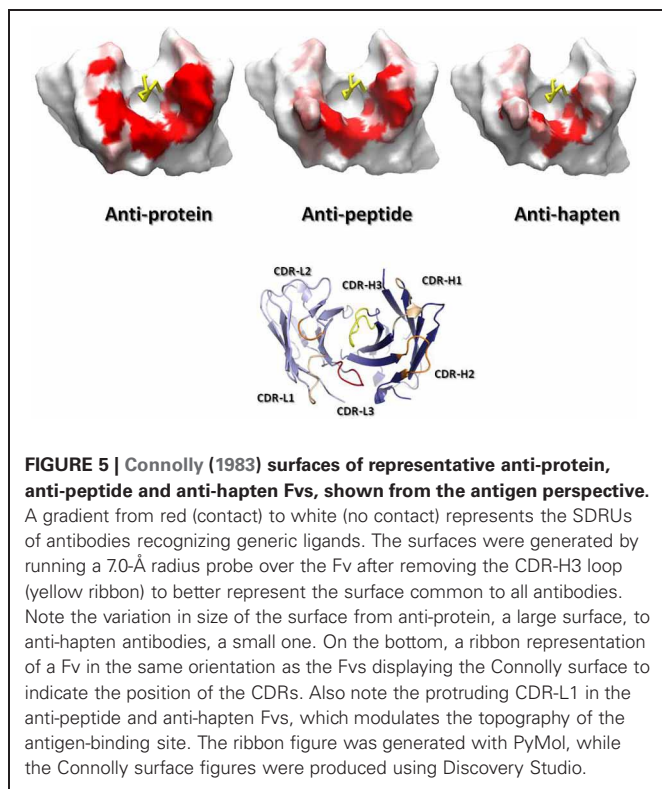 Anti-protein Anti-peptide Anti-hapten
CDR-L2
CDR-H3
CDR-H1
CDR-H2
CDR-L1
CDR-L3
FIGURE 5 | Connolly (1983) surfaces of representative anti-protein,
anti-peptide and anti-hapten Fvs, shown from the antigen perspective.
A gradient from red (contact) to white (no contact) represents the SDRUs
of antibodies recognizing generic ligands. The surfaces were generated by
running a 7.0-Å radius probe over the Fv after removing the CDR-H3 loop
(yellow ribbon) to better represent the surface common to all antibodies.
Note the variation in size of the surface from anti-protein, a large surface, to
anti-hapten antibodies, a small one. On the bottom, a ribbon representation
of a Fv in the same orientation as the Fvs displaying the Connolly surface to
indicate the position of the CDRs. Also note the protruding CDR-L1 in the
anti-peptide and anti-hapten Fvs, which modulates the topography of the
antigen-binding site. The ribbon figure was generated with PyMol, while
the Connolly surface figures were produced using Discovery Studio.